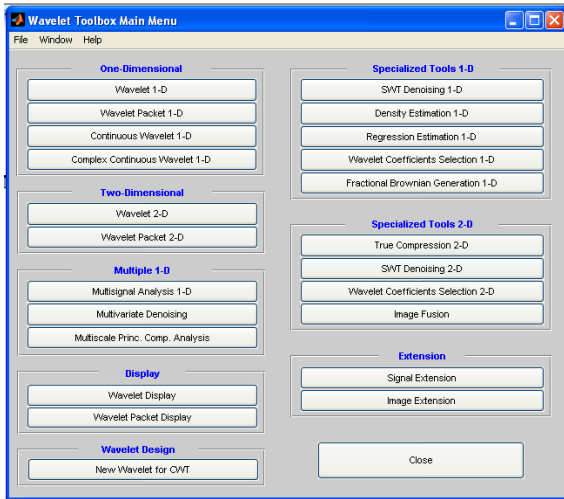 Wavelet Toolbox Main Menu
File Window Help
One-Dimensional
Wavelet 1-D
Wavelet Packet 1-D
Continuous Wavelet 1-D
Complex Continuous Wavelet 1-D
Two-Dimensional
Wavelet 2-D
Wavelet Packet 2-D
Multiple 1-D
Multisignal Analysis 1-D
Multivariate Denoising
Multiscale Princ. Comp. Analysis
Display
Wavelet Display
Wavelet Packet Display
Wavelet Design
New Wavelet for CWT
Specialized Tools 1-D
SWT Denoising 1-D
Density Estimation 1-D
Regression Estimation 1-D
Wavelet Coefficients Selection 1-D
Fractional Brownian Generation 1-D
Specialized Tools 2-D
True Compression 2-D
SWT Denoising 2-D
Wavelet Coefficients Selection 2-D
Image Fusion
Extension
Signal Extension
Image Extension
Close